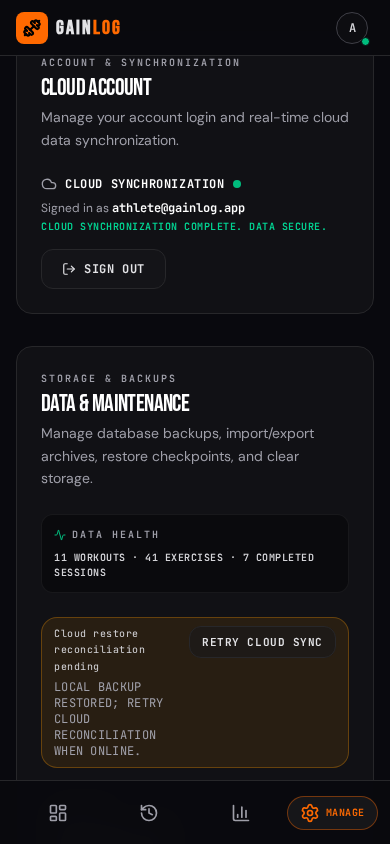 GAINLOG
A
ACCOUNT & SYNCHRONIZATION
CLOUD ACCOUNT
Manage your account login and real-time cloud
data synchronization.
CLOUD SYNCHRONIZATION
Signed in as athlete@gainlog.app
CLOUD SYNCHRONIZATION COMPLETE. DATA SECURE.
SIGN OUT
STORAGE & BACKUPS
DATA & MAINTENANCE
Manage database backups, import/export
archives, restore checkpoints, and clear
storage.
DATA HEALTH
11 WORKOUTS · 41 EXERCISES · 7 COMPLETED
SESSIONS
Cloud restore
reconciliation
pending
RETRY CLOUD SYNC
LOCAL BACKUP
RESTORED; RETRY
CLOUD
RECONCILIATION
WHEN ONLINE.
MANAGE